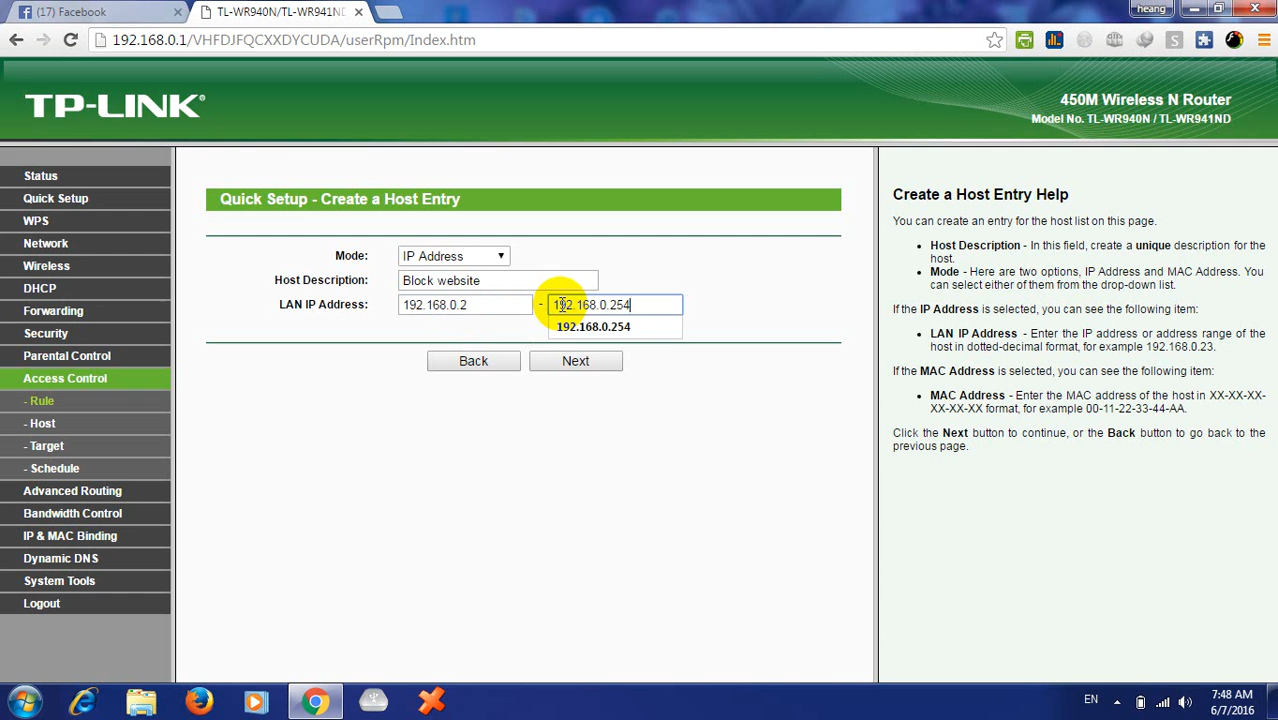 (17) Facebook
TL-WR940N/TL-WR941ND
heang
192.168.0.1/VHFDJFQCXXDYCUDA/userRpm/Index.htm
TP-LINK®
450M Wireless N Router
Model No. TL-WR940N / TL-WR941ND
Status
Quick Setup
WPS
Network
Wireless
DHCP
Forwarding
Security
Parental Control
Access Control
- Rule
- Host
- Target
- Schedule
Advanced Routing
Bandwidth Control
IP & MAC Binding
Dynamic DNS
System Tools
Logout
Quick Setup - Create a Host Entry
Mode: IP Address
Host Description: Block website
LAN IP Address: 192.168.0.2 - 192.168.0.254
192.168.0.254
Back Next
Create a Host Entry Help
You can create an entry for the host list on this page.
• Host Description - In this field, create a unique description for the
host.
• Mode - Here are two options, IP Address and MAC Address. You
can select either of them from the drop-down list.
If the IP Address is selected, you can see the following item:
• LAN IP Address - Enter the IP address or address range of the
host in dotted-decimal format, for example 192.168.0.23.
If the MAC Address is selected, you can see the following item:
• MAC Address - Enter the MAC address of the host in XX-XX-XX-
XX-XX-XX format, for example 00-11-22-33-44-AA.
Click the Next button to continue, or the Back button to go back to the
previous page.
EN
7:48 AM
6/7/2016